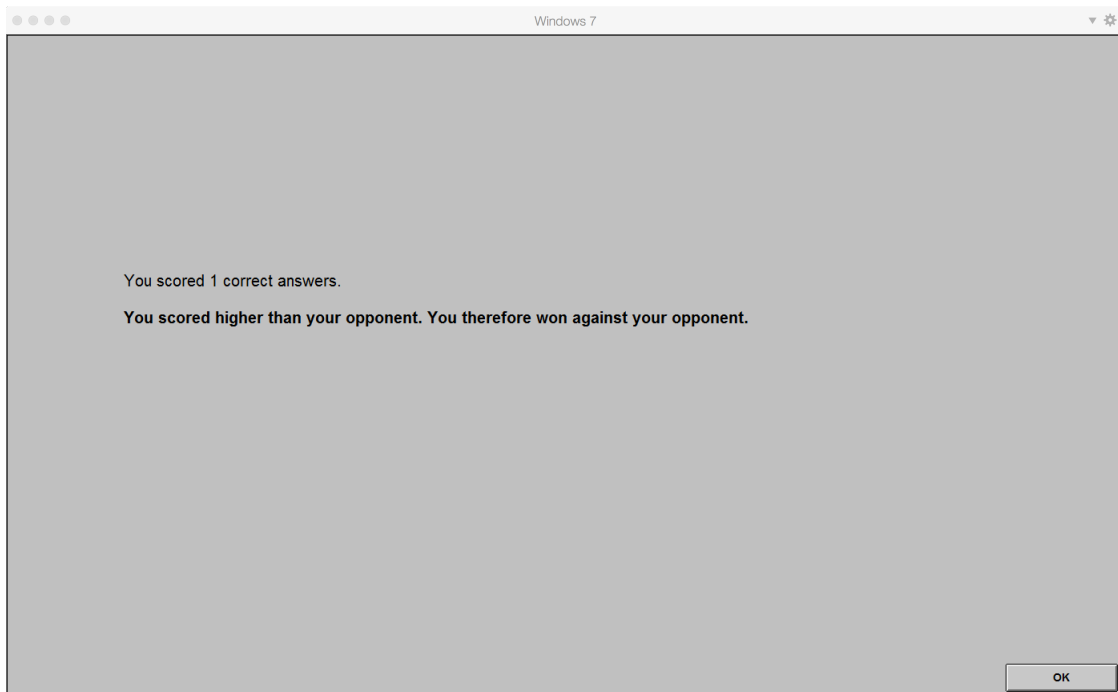 Windows 7
You scored 1 correct answers.
You scored higher than your opponent. You therefore won against your opponent.
OK